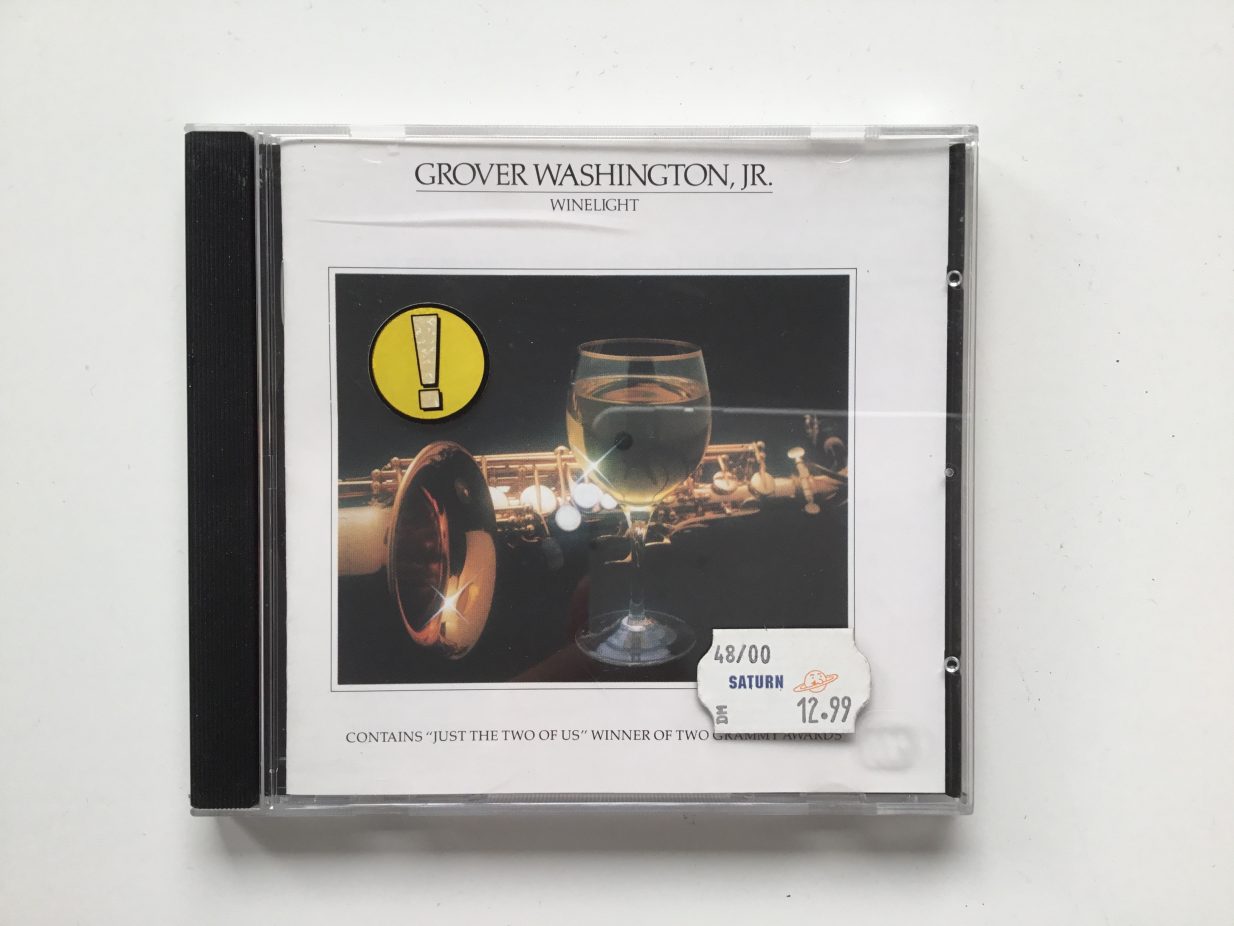 GROVER WASHINGTON, JR.
WINELIGHT
!
48/00
SATURN
DM 12.99
CONTAINS “JUST THE TWO OF US” WINNER OF TWO GRAMMY AWARDS